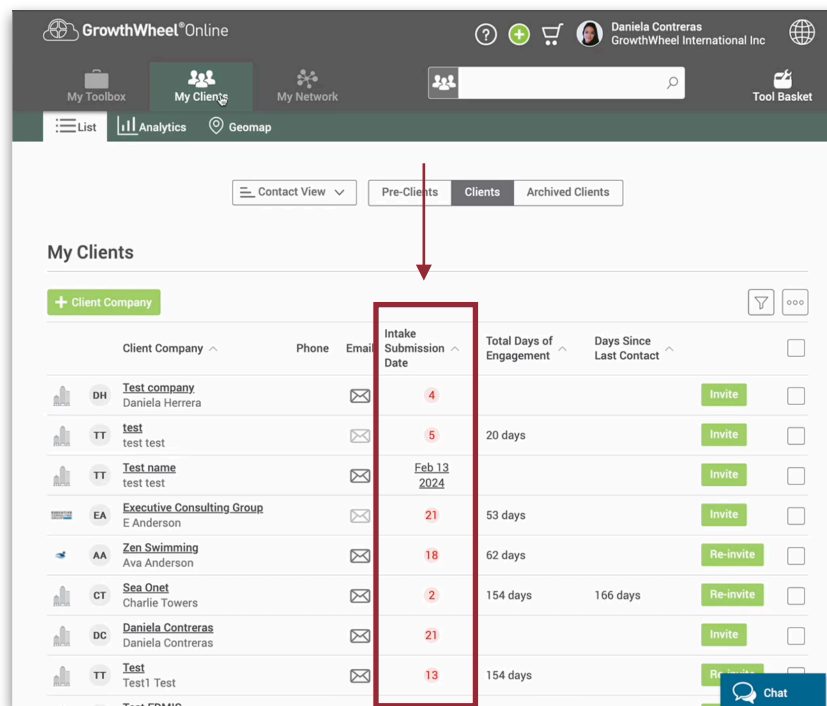 GrowthWheel®Online
Daniela Contreras
GrowthWheel International Inc
My Toolbox
My Clients
My Network
Tool Basket
List
Analytics
Geomap
Contact View
Pre-Clients
Clients
Archived Clients
My Clients
+ Client Company
Client Company
Phone
Email
Intake
Submission
Date
Total Days of
Engagement
Days Since
Last Contact
DH
Test company
Daniela Herrera
4
Invite
TT
test
test test
5
20 days
Invite
TT
Test name
test test
Feb 13
2024
Invite
EA
Executive Consulting Group
E Anderson
21
53 days
Invite
AA
Zen Swimming
Ava Anderson
18
62 days
Re-invite
CT
Sea Onet
Charlie Towers
2
154 days
166 days
Re-invite
DC
Daniela Contreras
Daniela Contreras
21
Invite
TT
Test
Test1 Test
13
154 days
Chat